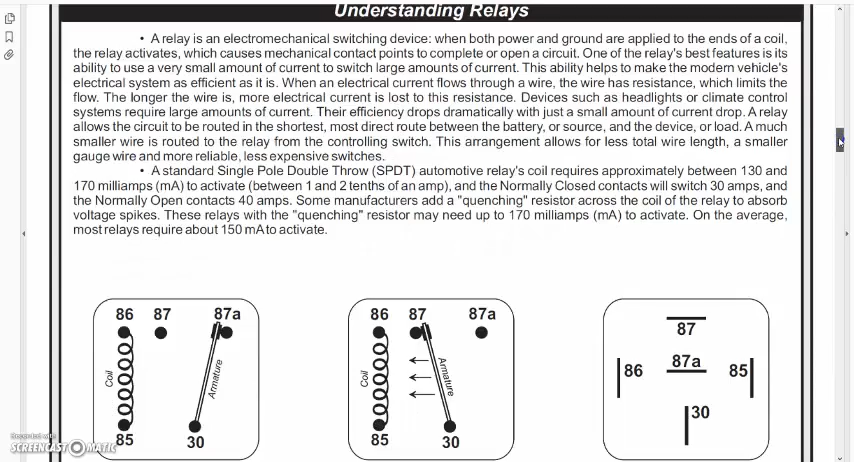 Understanding Relays
• A relay is an electromechanical switching device: when both power and ground are applied to the ends of a coil,
the relay activates, which causes mechanical contact points to complete or open a circuit. One of the relay's best features is its
ability to use a very small amount of current to switch large amounts of current. This ability helps to make the modern vehicle's
electrical system as efficient as it is. When an electrical current flows through a wire, the wire has resistance, which limits the
flow. The longer the wire is, more electrical current is lost to this resistance. Devices such as headlights or climate control
systems require large amounts of current. Their efficiency drops dramatically with just a small amount of current drop. A relay
allows the circuit to be routed in the shortest, most direct route between the battery, or source, and the device, or load. A much
smaller wire is routed to the relay from the controlling switch. This arrangement allows for less total wire length, a smaller
gauge wire and more reliable, less expensive switches.
• A standard Single Pole Double Throw (SPDT) automotive relay's coil requires approximately between 130 and
170 milliamps (mA) to activate (between 1 and 2 tenths of an amp), and the Normally Closed contacts will switch 30 amps, and
the Normally Open contacts 40 amps. Some manufacturers add a "quenching" resistor across the coil of the relay to absorb
voltage spikes. These relays with the "quenching" resistor may need up to 170 milliamps (mA) to activate. On the average,
most relays require about 150 mA to activate.
86 87 87a
Coil
Armature
85 30
86 87 87a
Coil
Armature
85 30
87
86 87a 85
30
Recorded with
SCREENCAST-O-MATIC